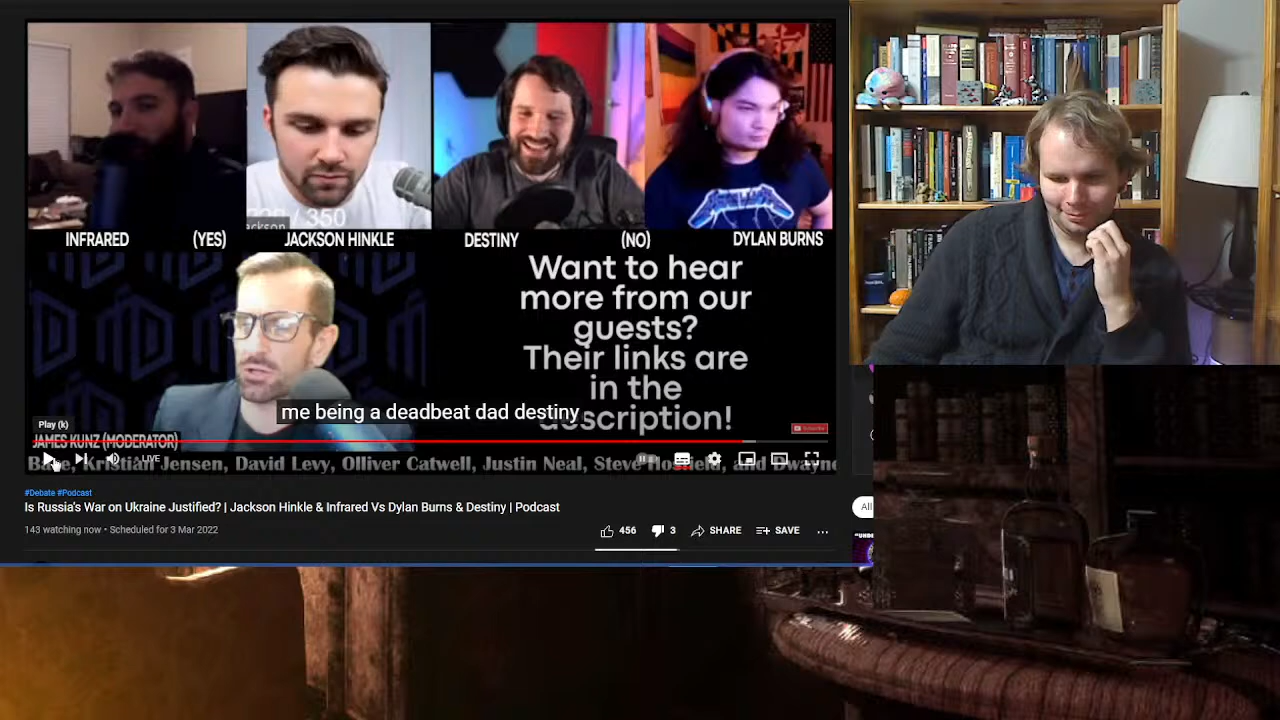 / 350
INFRARED
(YES)
JACKSON HINKLE
DESTINY
(NO)
DYLAN BURNS
Want to hear
more from our
guests?
Their links are
in the
description!
me being a deadbeat dad destiny
Play (k)
JAMES KUNZ (MODERATOR)
LIVE
Kristian Jensen, David Levy, Olliver Catwell, Justin Neal, Steve
#Debate #Podcast
Is Russia's War on Ukraine Justified? | Jackson Hinkle & Infrared Vs Dylan Burns & Destiny | Podcast
143 watching now • Scheduled for 3 Mar 2022
456
3
SHARE
SAVE
All